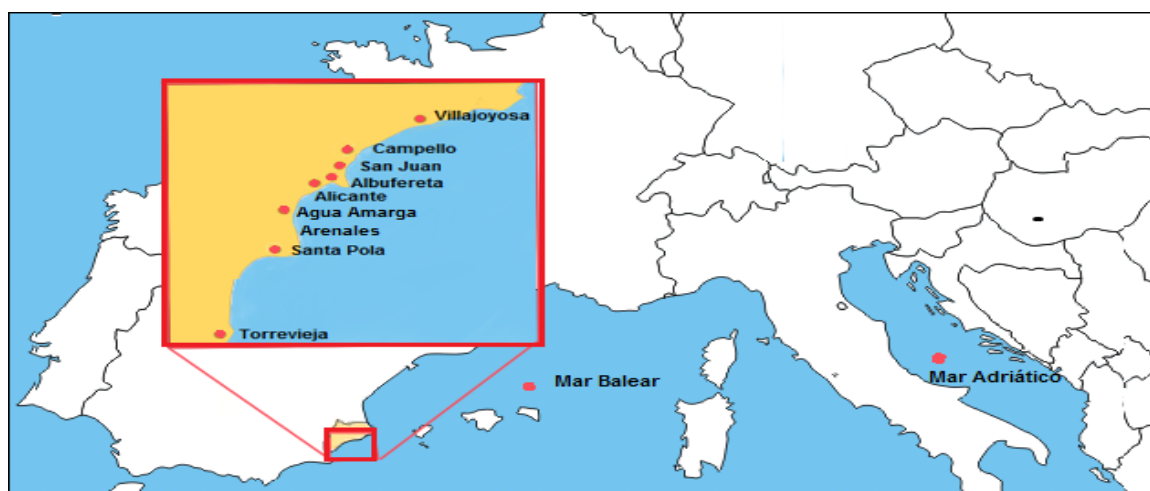 Villajoyosa
Campello
San Juan
Albufereta
Alicante
Agua Amarga
Arenales
Santa Pola
Torrevieja
Mar Balear
Mar Adriático